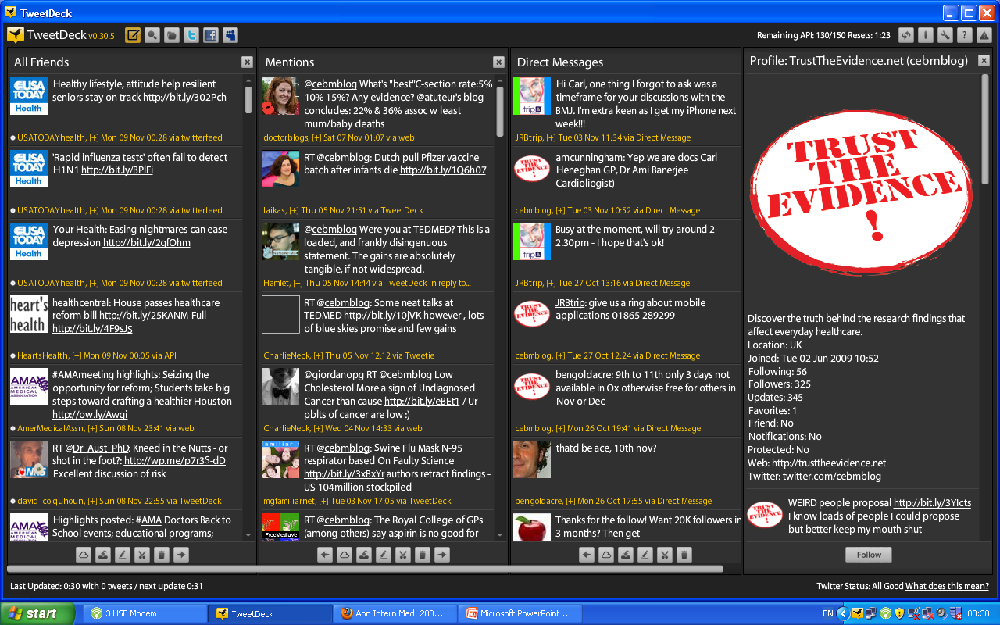 TweetDeck
TweetDeck v0.30.5
Remaining API: 130/150 Resets: 1:23
All Friends
USA
TODAY
Health
Healthy lifestyle, attitude help resilient
seniors stay on track http://bit.ly/302Pch
USATODAYhealth, [+] Mon 09 Nov 00:28 via twitterfeed
USA
TODAY
Health
'Rapid influenza tests' often fail to detect
H1N1 http://bit.ly/BPlFi
USATODAYhealth, [+] Mon 09 Nov 00:28 via twitterfeed
USA
TODAY
Health
Your Health: Easing nightmares can ease
depression http://bit.ly/2gfOhm
USATODAYhealth, [+] Mon 09 Nov 00:28 via twitterfeed
heart's
health
healthcentral: House passes healthcare
reform bill http://bit.ly/25KANM Full
http://bit.ly/4F9sJS
HeartsHealth, [+] Mon 09 Nov 00:05 via API
AMA
AMERICAN
MEDICAL
ASSOCIATION
#AMAmeeting highlights: Seizing the
opportunity for reform; Students take big
steps toward crafting a healthier Houston
http://ow.ly/Awqi
AmerMedicalAssn, [+] Sun 08 Nov 23:41 via web
I NHS
RT @Dr_Aust_PhD: Kneed in the Nutts - or
shot in the foot?: http://wp.me/p7r3S-dD
Excellent discussion of risk
david_colquhoun, [+] Sun 08 Nov 22:55 via TweetDeck
AMA
AMERICAN
Highlights posted: #AMA Doctors Back to
School events; educational programs;
Mentions
@cebmblog What's "best"C-section rate:5%
10% 15%? Any evidence? @atuteur's blog
concludes: 22% & 36% assoc w least
mum/baby deaths
doctorblogs, [+] Sat 07 Nov 01:07 via web
RT @cebmblog: Dutch pull Pfizer vaccine
batch after infants die http://bit.ly/1Q6h07
laikas, [+] Thu 05 Nov 21:51 via TweetDeck
NaNoWriMo
@cebmblog Were you at TEDMED? This is a
loaded, and frankly disingenuous
statement. The gains are absolutely
tangible, if not widespread.
Hamlet, [+] Thu 05 Nov 14:44 via TweetDeck in reply to...
RT @cebmblog: Some neat talks at
TEDMED http://bit.ly/10jVK however , lots
of blue skies promise and few gains
CharlieNeck, [+] Thu 05 Nov 12:12 via Tweetie
@giordanopg RT @cebmblog Low
Cholesterol More a sign of Undiagnosed
Cancer than cause http://bit.ly/eBEt1 / Ur
pblts of cancer are low :)
CharlieNeck, [+] Wed 04 Nov 14:33 via web
familiar
RT @cebmblog: Swine Flu Mask N-95
respirator based On Faulty Science
http://bit.ly/3xBxYr authors retract findings -
US 104million stockpiled
mgfamiliarnet, [+] Tue 03 Nov 17:05 via TweetDeck
FreeMediaVe
RT @cebmblog: The Royal College of GPs
(among others) say aspirin is no good for
Direct Messages
trip
Hi Carl, one thing I forgot to ask was a
timeframe for your discussions with the
BMJ. I'm extra keen as I get my iPhone next
week!!!
JRBtrip, [+] Tue 03 Nov 11:34 via Direct Message
TRUST
THE
EVIDENCE
!
amcunningham: Yep we are docs Carl
Heneghan GP, Dr Ami Banerjee
Cardioliogist)
cebmblog, [+] Tue 03 Nov 10:52 via Direct Message
trip
Busy at the moment, will try around 2-
2.30pm - I hope that's ok!
JRBtrip, [+] Tue 27 Oct 13:16 via Direct Message
TRUST
THE
EVIDENCE
!
JRBtrip: give us a ring about mobile
applications 01865 289299
cebmblog, [+] Tue 27 Oct 12:24 via Direct Message
TRUST
THE
EVIDENCE
!
bengoldacre: 9th to 11th only 3 days not
available in Ox otherwise free for others in
Nov or Dec
cebmblog, [+] Mon 26 Oct 19:41 via Direct Message
thatd be ace, 10th nov?
bengoldacre, [+] Mon 26 Oct 17:55 via Direct Message
Thanks for the follow! Want 20K followers in
3 months? Then get
Profile: TrustTheEvidence.net (cebmblog)
TRUST
THE
EVIDENCE
!
Discover the truth behind the research findings that
affect everyday healthcare.
Location: UK
Joined: Tue 02 Jun 2009 10:52
Following: 56
Followers: 325
Updates: 345
Favorites: 1
Friend: No
Notifications: No
Protected: No
Web: http://trusttheevidence.net
Twitter: twitter.com/cebmblog
TRUST
THE
EVIDENCE
!
WEIRD people proposal http://bit.ly/3YIcts
I know loads of people I could propose
but better keep my mouth shut
Follow
Last Updated: 0:30 with 0 tweets / next update 0:31
Twitter Status: All Good What does this mean?
start
3 USB Modem
TweetDeck
Ann Intern Med. 200...
Microsoft PowerPoint ...
EN
00:30